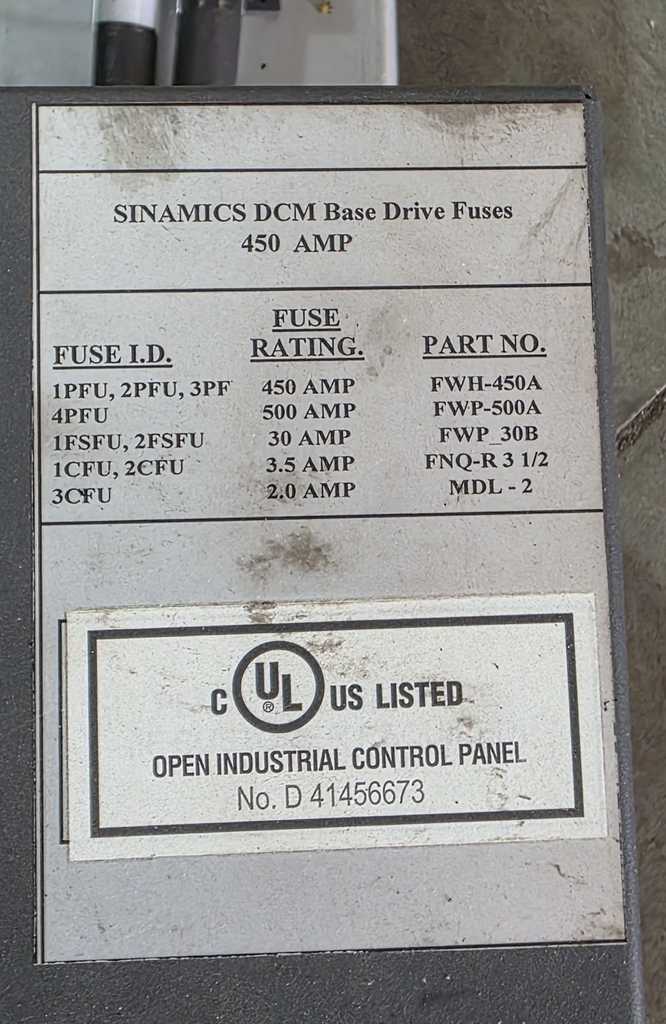 SINAMICS DCM Base Drive Fuses
450 AMP
FUSE I.D. FUSE RATING. PART NO.
1PFU, 2PFU, 3PF 450 AMP FWH-450A
4PFU 500 AMP FWP-500A
1FSFU, 2FSFU 30 AMP FWP_30B
1CFU, 2CFU 3.5 AMP FNQ-R 3 1/2
3CFU 2.0 AMP MDL - 2
C UL ® US LISTED
OPEN INDUSTRIAL CONTROL PANEL
No. D 41456673